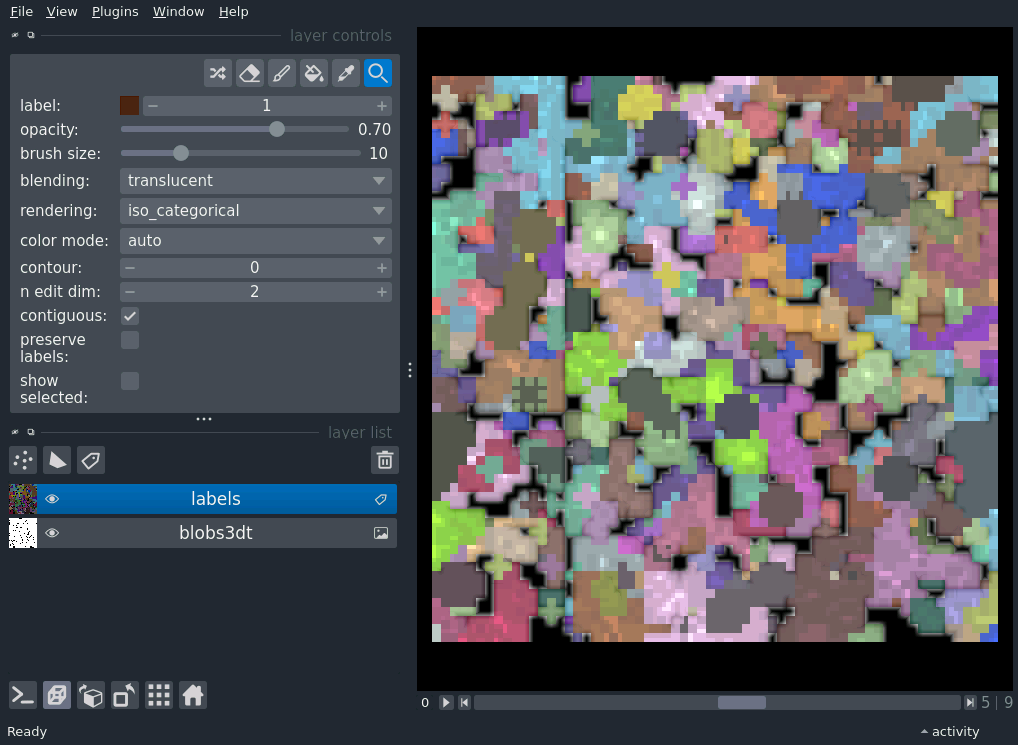 File View Plugins Window Help
layer controls
label: 1
opacity: 0.70
brush size: 10
blending: translucent
rendering: iso_categorical
color mode: auto
contour: 0
n edit dim: 2
contiguous:
preserve
labels:
show
selected:
layer list
labels
blobs3dt
0 5 | 9
Ready activity